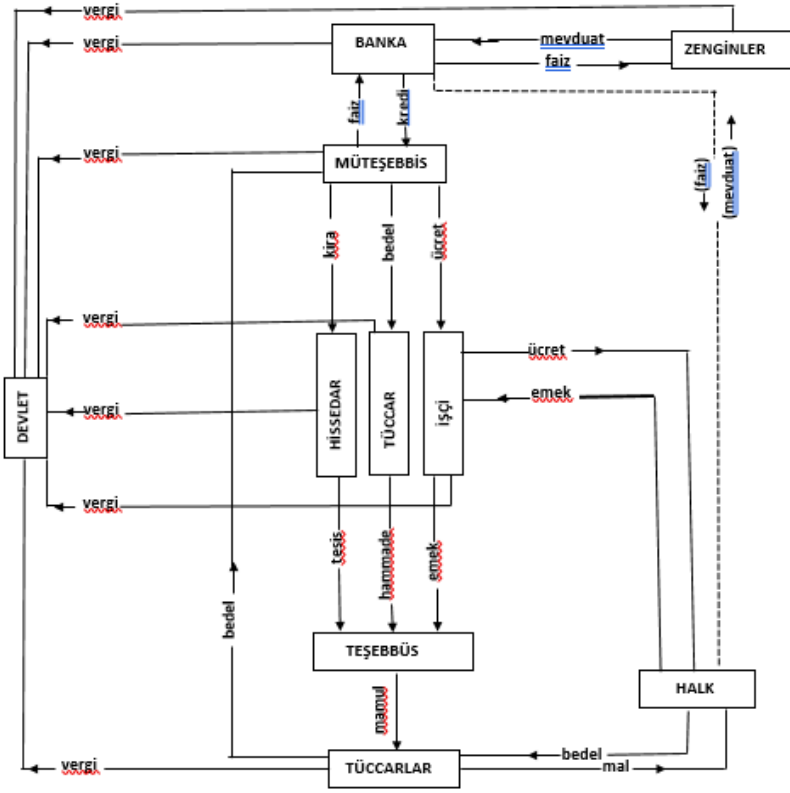 vergi
vergi
BANKA
mevduat
ZENGİNLER
faiz
faiz
kredi
vergi
MÜTEŞEBBİS
(faiz)
(mevduat)
kira
bedel
ücret
vergi
ücret
DEVLET
vergi
HİSSEDAR
TÜCCAR
İŞÇİ
emek
vergi
tesis
hammade
emek
bedel
TEŞEBBÜS
HALK
mamul
bedel
vergi
TÜCCARLAR
mal